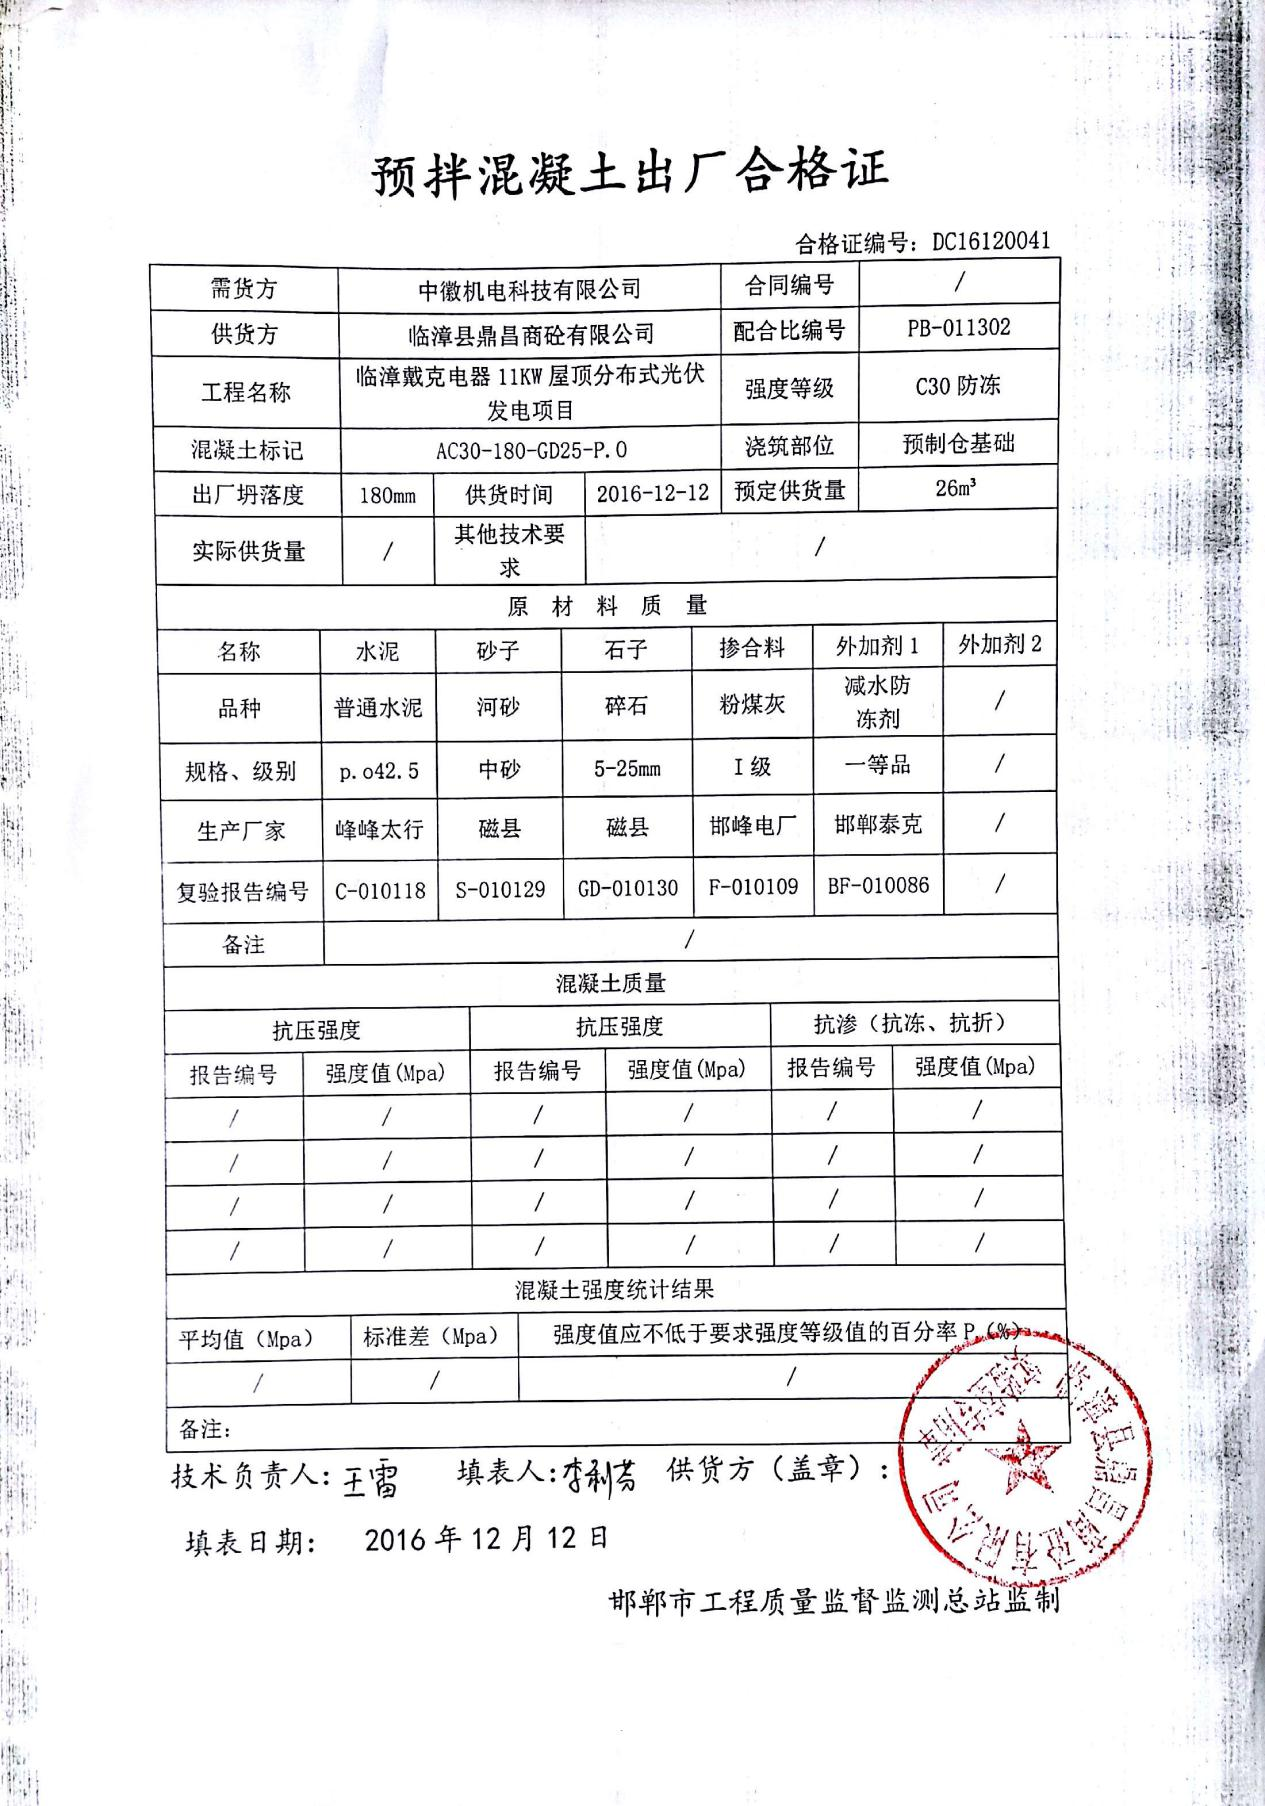 预拌混凝土出厂合格证
合格证编号：DC16120041
需货方 中徽机电科技有限公司 合同编号 /
供货方 临漳县鼎昌商砼有限公司 配合比编号 PB-011302
工程名称 临漳戴克电器11KW屋顶分布式光伏 强度等级 C30防冻
发电项目
混凝土标记 AC30-180-GD25-P.O 浇筑部位 预制仓基础
出厂坍落度 180mm 供货时间 2016-12-12 预定供货量 26m³
实际供货量 / 其他技术要 /
求
原材料质量
名称 水泥 砂子 石子 掺合料 外加剂1 外加剂2
品种 普通水泥 河砂 碎石 粉煤灰 减水防 /
冻剂
规格、级别 p.o42.5 中砂 5-25mm I级 一等品 /
生产厂家 峰峰太行 磁县 磁县 邯峰电厂 邯郸泰克 /
复验报告编号 C-010118 S-010129 GD-010130 F-010109 BF-010086 /
备注 /
混凝土质量
抗压强度 抗压强度 抗渗（抗冻、抗折）
报告编号 强度值(Mpa) 报告编号 强度值(Mpa) 报告编号 强度值(Mpa)
/ / / / / /
/ / / / / /
/ / / / / /
/ / / / / /
混凝土强度统计结果
平均值（Mpa） 标准差（Mpa） 强度值应不低于要求强度等级值的百分率P（%）
/ / /
备注：
技术负责人：王雷 填表人：李利芬 供货方（盖章）：
临漳县鼎昌商砼有限公司
填表日期： 2016年12月12日
邯郸市工程质量监督监测总站监制